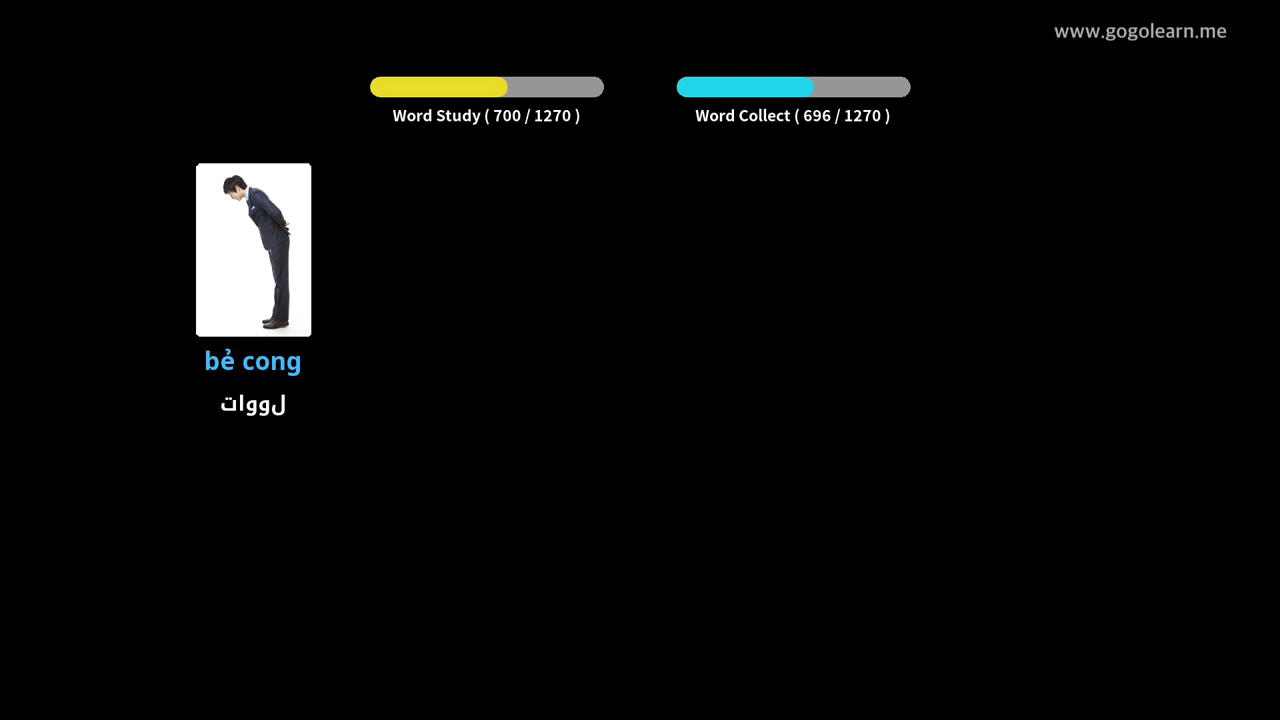 www.gogolearn.me
Word Study ( 700 / 1270 )
Word Collect ( 696 / 1270 )
bẻ cong
لووات